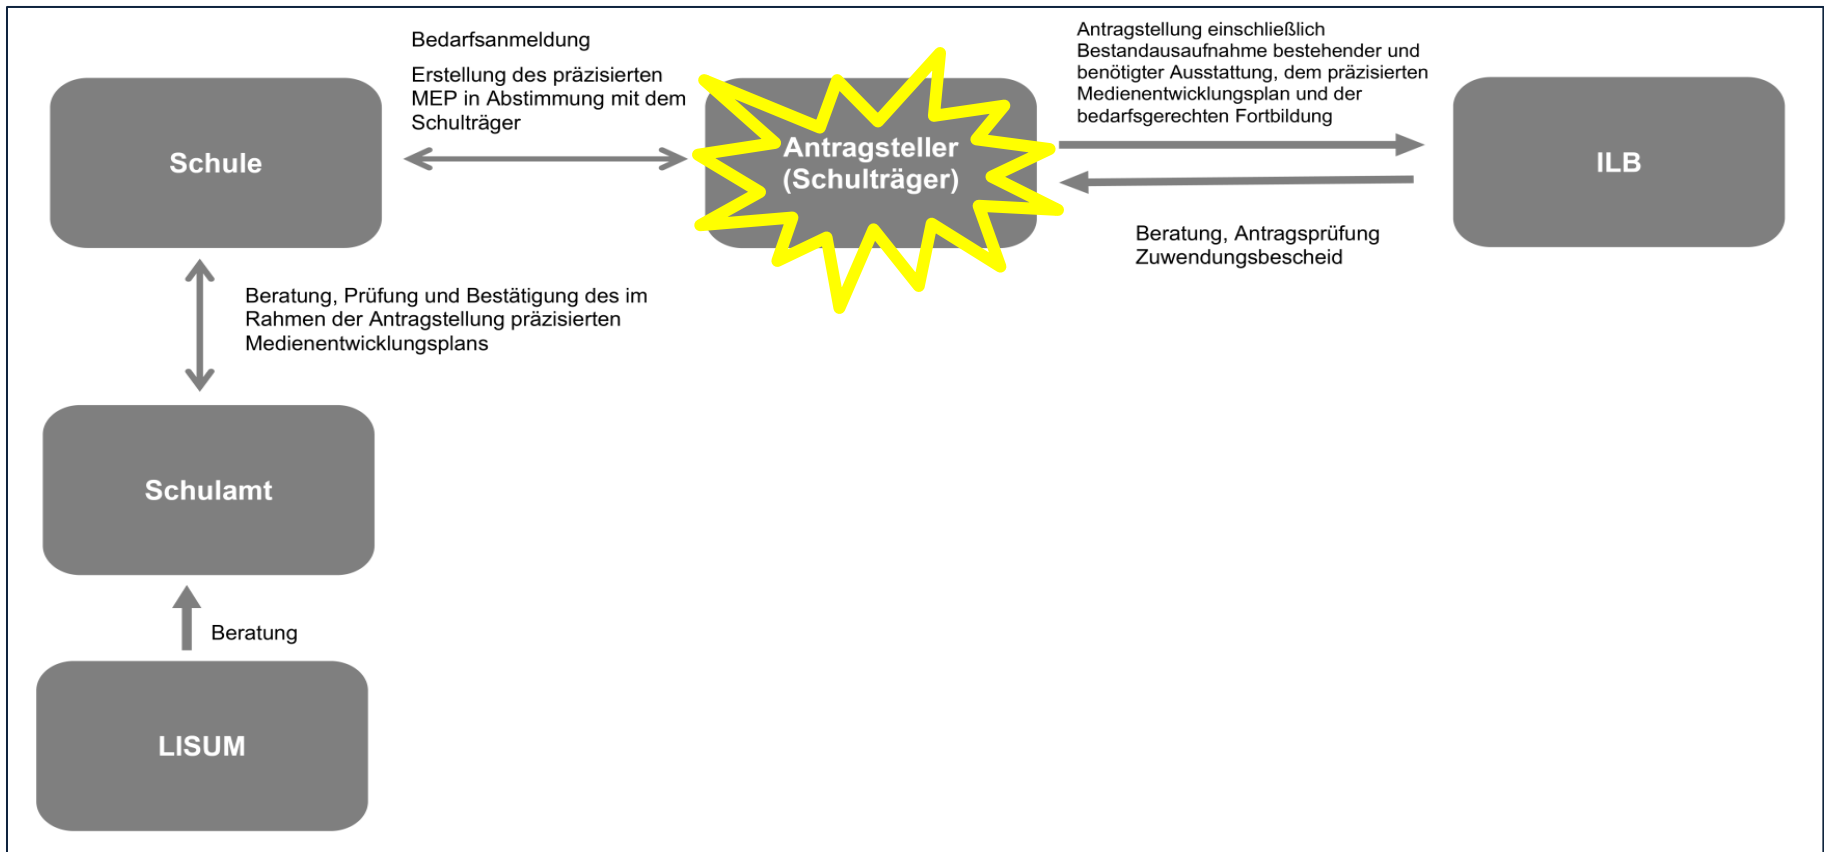 Bedarfsanmeldung
Erstellung des präzisierten
MEP in Abstimmung mit dem
Schulträger
Antragstellung einschließlich
Bestandausaufnahme bestehender und
benötigter Ausstattung, dem präzisierten
Medienentwicklungsplan und der
bedarfsgerechten Fortbildung
Schule
Antragsteller
(Schulträger)
ILB
Beratung, Antragsprüfung
Zuwendungsbescheid
Beratung, Prüfung und Bestätigung des im
Rahmen der Antragstellung präzisierten
Medienentwicklungsplans
Schulamt
Beratung
LISUM